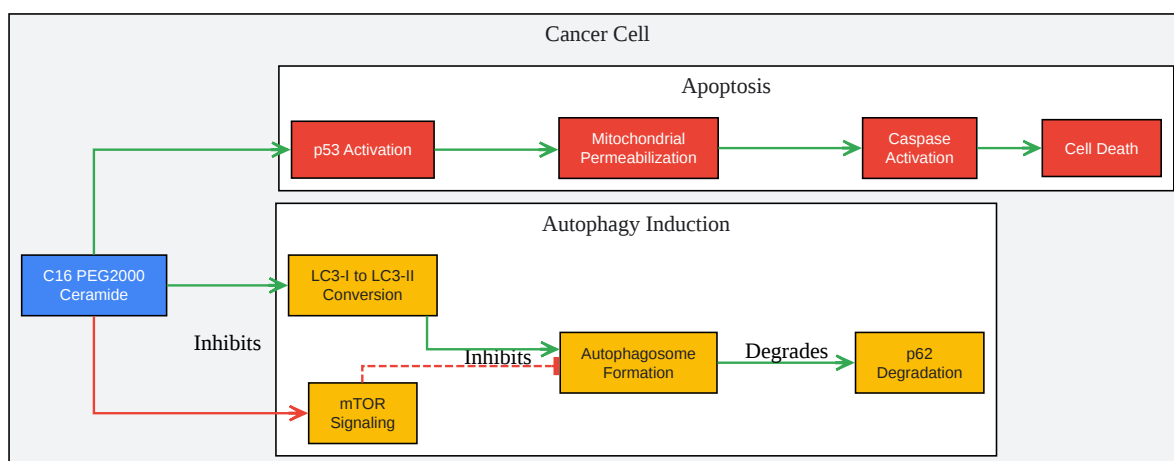 Cancer Cell
Apoptosis
p53 Activation
Mitochondrial
Permeabilization
Caspase
Activation
Cell Death
Autophagy Induction
C16 PEG2000
Ceramide
LC3-I to LC3-II
Conversion
Inhibits
Inhibits
Autophagosome
Formation
Degrades
p62
Degradation
mTOR
Signaling